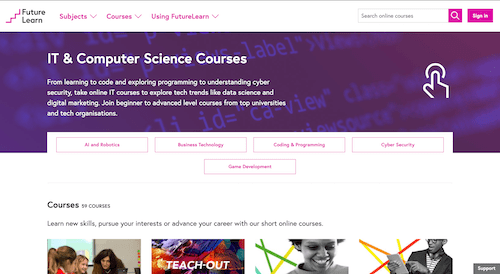 Future
Learn
Subjects
Courses
Using FutureLearn
Search online courses
Sign in
IT & Computer Science Courses
From learning to code and exploring programming to understanding cyber
security, take online IT courses to explore tech trends like data science and
digital marketing. Join beginner to advanced level courses from top universities
and tech organisations.
AI and Robotics
Business Technology
Coding & Programming
Cyber Security
Game Development
Courses 59 COURSES
Learn new skills, pursue your interests or advance your career with our short online courses.
TEACH-OUT
Support